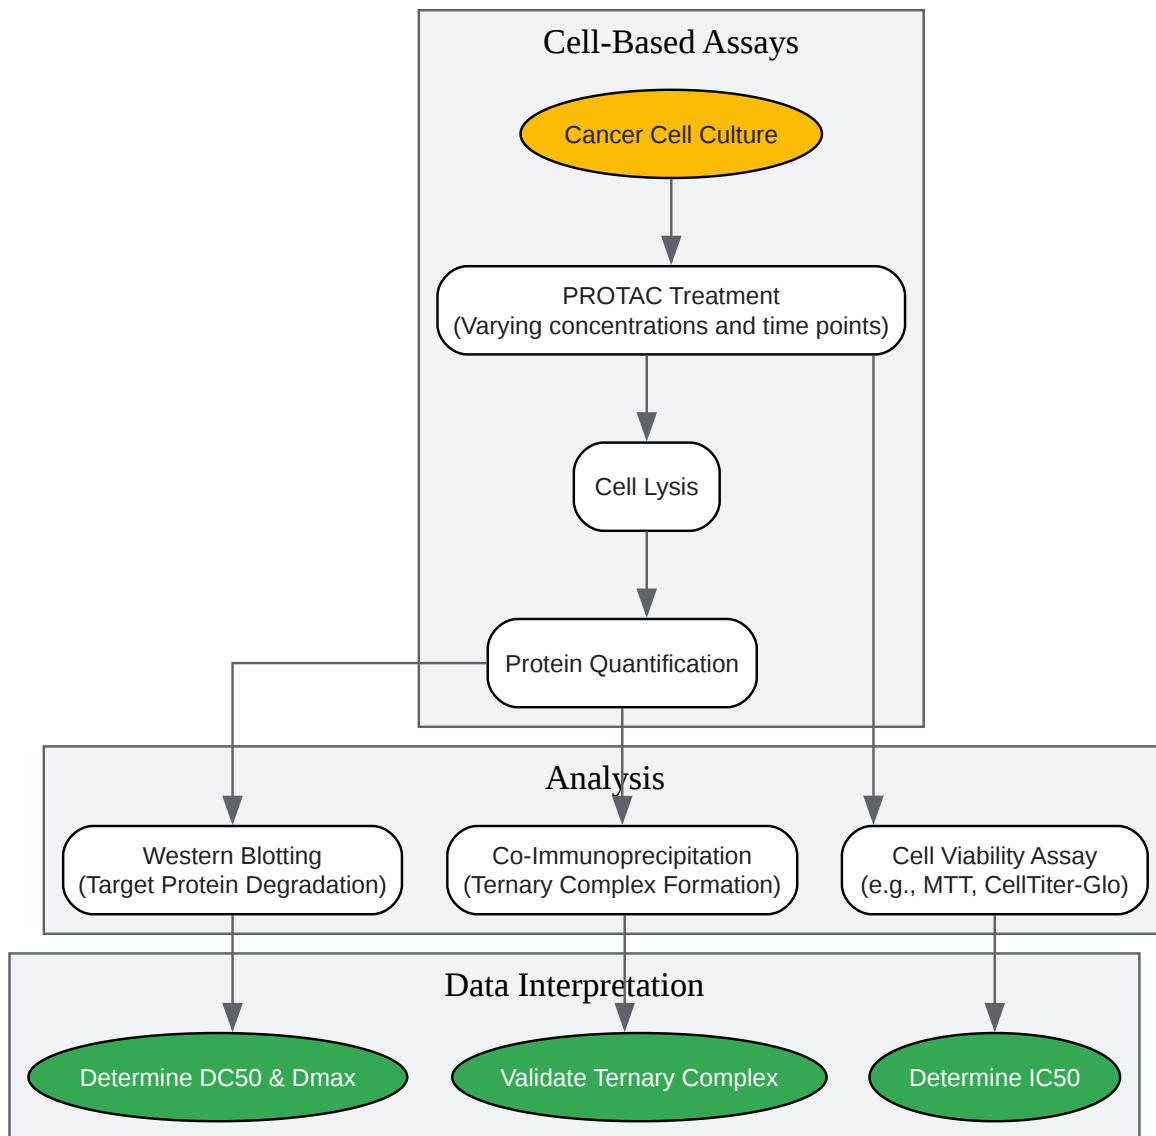 Cell-Based Assays
Cancer Cell Culture
PROTAC Treatment
(Varying concentrations and time points)
Cell Lysis
Protein Quantification
Analysis
Western Blotting
(Target Protein Degradation)
Co-Immunoprecipitation
(Ternary Complex Formation)
Cell Viability Assay
(e.g., MTT, CellTiter-Glo)
Data Interpretation
Determine DC50 & Dmax
Validate Ternary Complex
Determine IC50